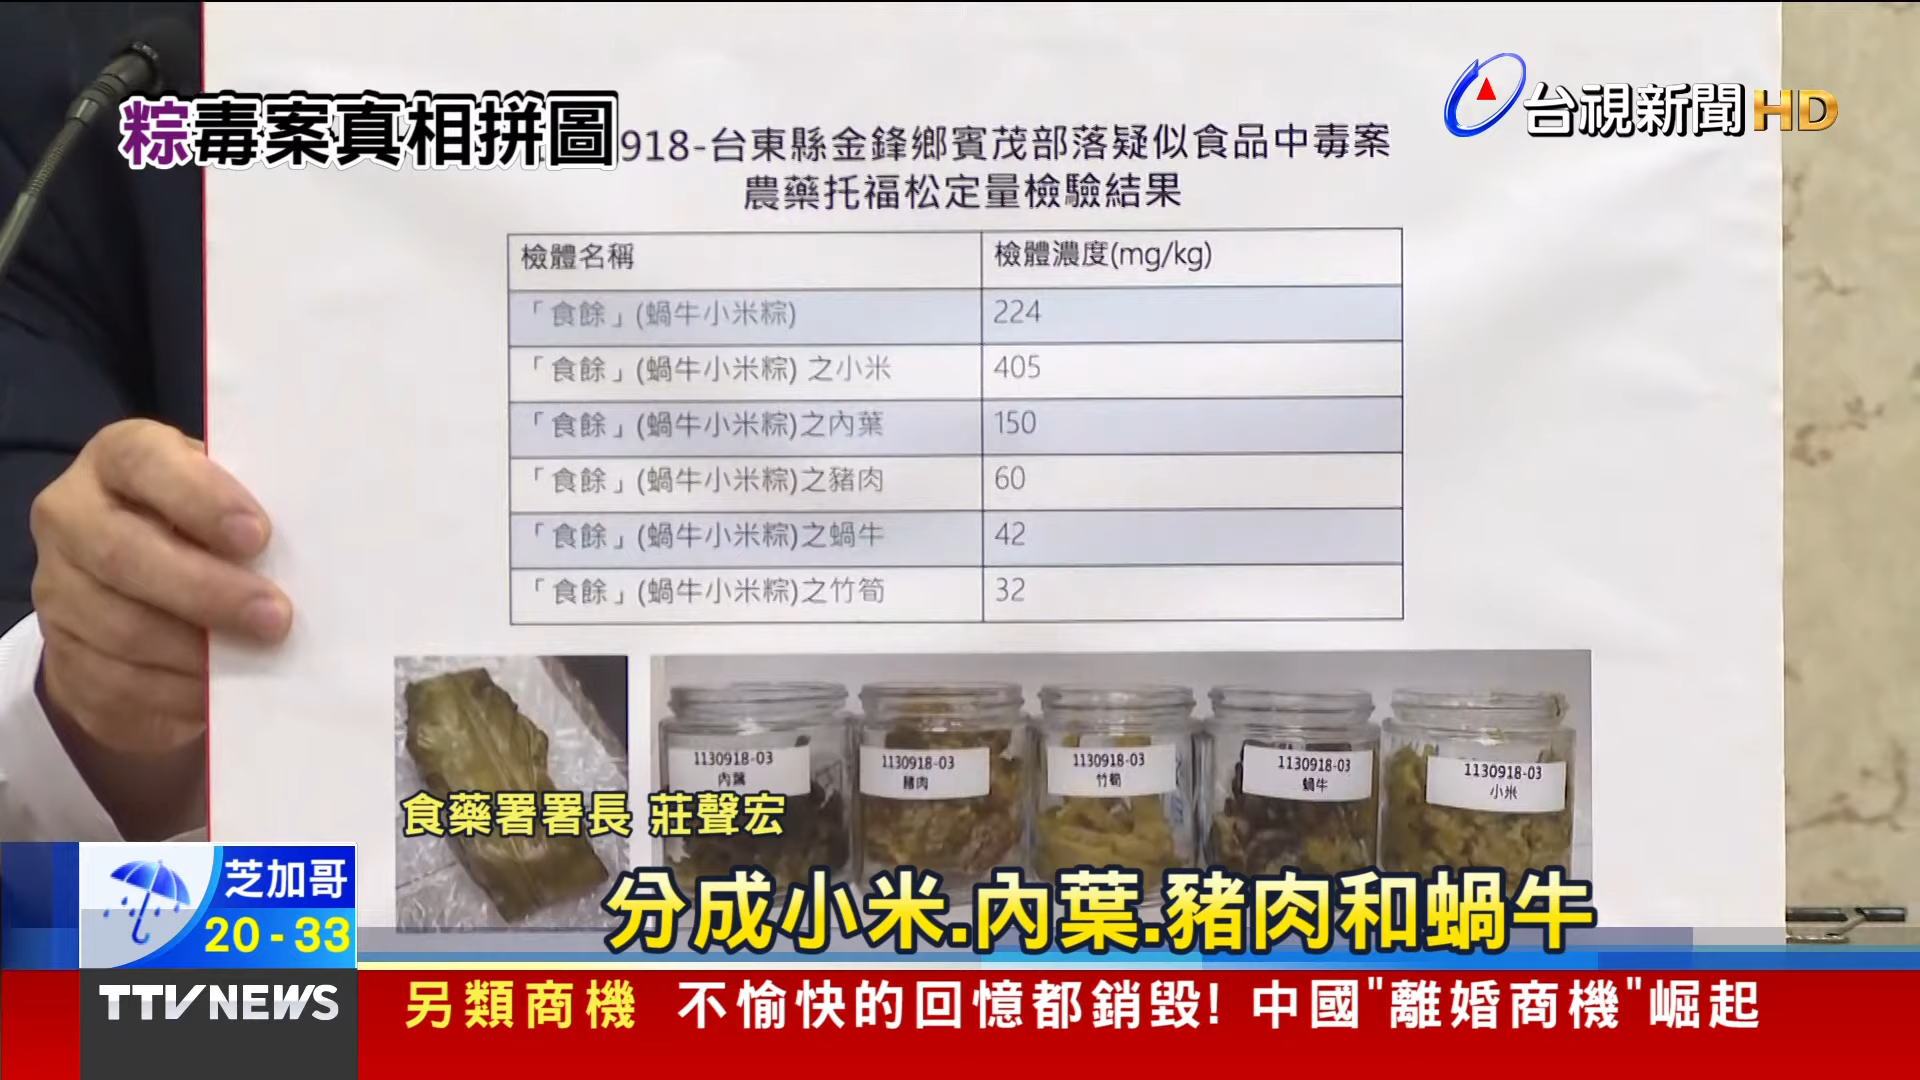 粽毒案真相拼圖
台視新聞HD
918-台東縣金鋒鄉賓茂部落疑似食品中毒案
農藥托福松定量檢驗結果
檢體名稱 檢體濃度(mg/kg)
「食餘」(蝸牛小米粽) 224
「食餘」(蝸牛小米粽) 之小米 405
「食餘」(蝸牛小米粽)之內葉 150
「食餘」(蝸牛小米粽)之豬肉 60
「食餘」(蝸牛小米粽)之蝸牛 42
「食餘」(蝸牛小米粽)之竹筍 32
1130918-03
內葉
1130918-03
豬肉
1130918-03
竹筍
1130918-03
蝸牛
1130918-03
小米
食藥署署長 莊聲宏
分成小米.內葉.豬肉和蝸牛
芝加哥
20-33
TTV NEWS
另類商機 不愉快的回憶都銷毀! 中國"離婚商機"崛起